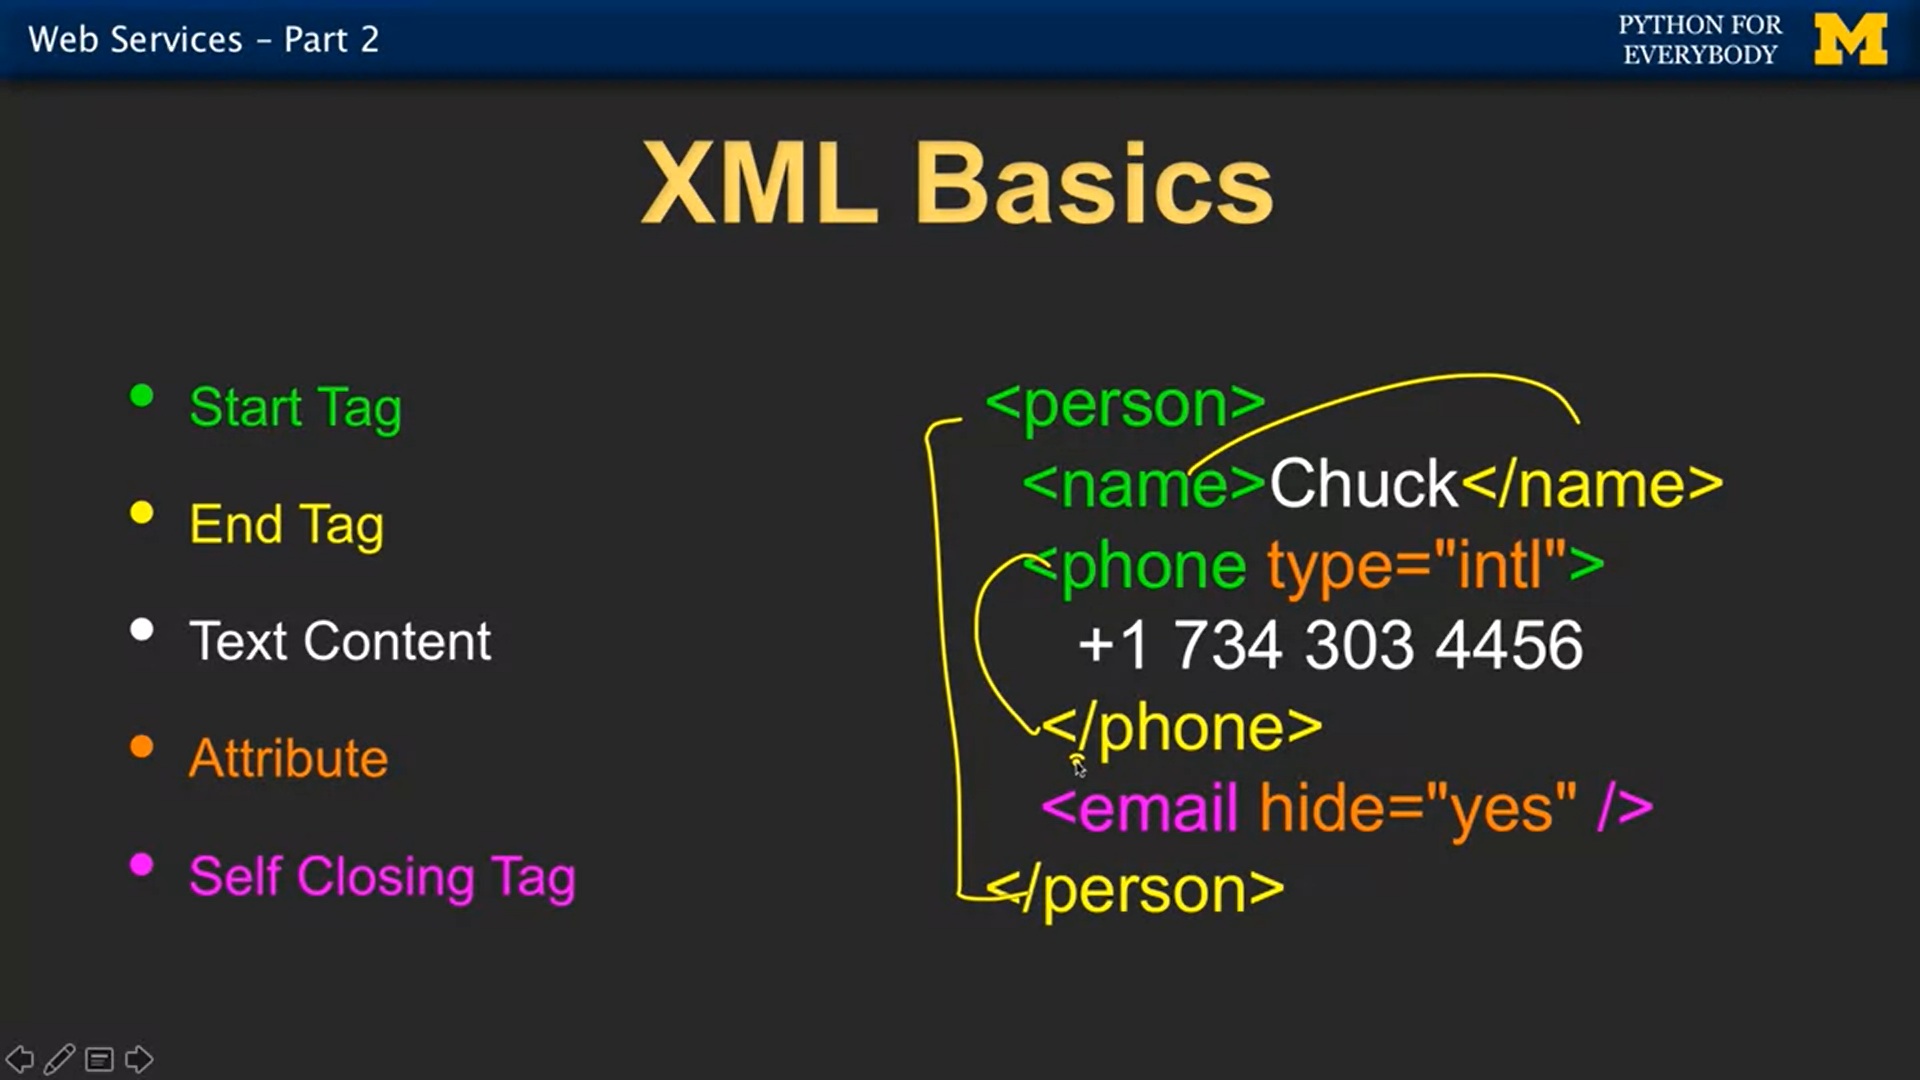 Web Services – Part 2
PYTHON FOR
EVERYBODY
M
XML Basics
Start Tag
End Tag
Text Content
Attribute
Self Closing Tag
<person>
<name>Chuck</name>
<phone type="intl">
+1 734 303 4456
</phone>
<email hide="yes" />
</person>